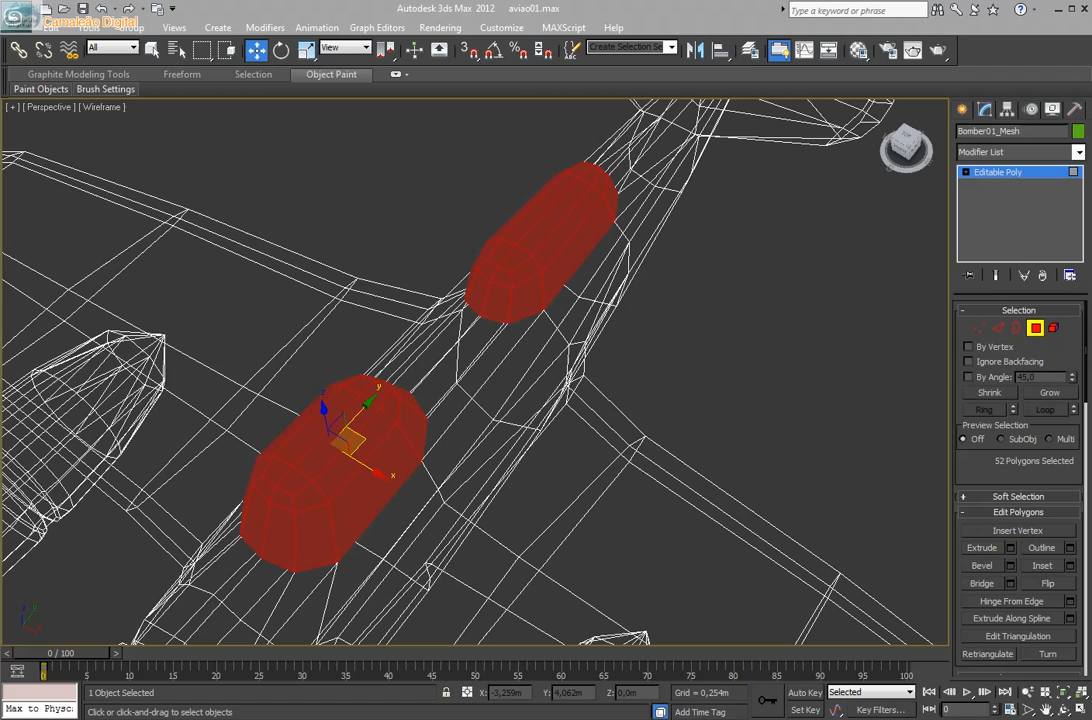 Autodesk 3ds Max 2012 aviao01.max
Type a keyword or phrase
Camaleão Digital
Views Create Modifiers Animation Graph Editors Rendering Customize MAXScript Help
All View Create Selection Se
Graphite Modeling Tools Freeform Selection Object Paint
Paint Objects Brush Settings
[ + ] [ Perspective ] [ Wireframe ]
Bomber01_Mesh
Modifier List
Editable Poly
Selection
By Vertex
Ignore Backfacing
By Angle: 45,0
Shrink Grow
Ring Loop
Preview Selection
Off SubObj Multi
52 Polygons Selected
Soft Selection
Edit Polygons
Insert Vertex
Extrude Outline
Bevel Inset
Bridge Flip
Hinge From Edge
Extrude Along Spline
Edit Triangulation
Retriangulate Turn
z y x
z y x
0 / 100
0 5 10 15 20 25 30 35 40 45 50 55 60 65 70 75 80 85 90 95 100
1 Object Selected X: -3,259m Y: 4,062m Z: 0,0m Grid = 0,254m Auto Key Selected
Max to Physc Click or click-and-drag to select objects Add Time Tag Set Key Key Filters... 0